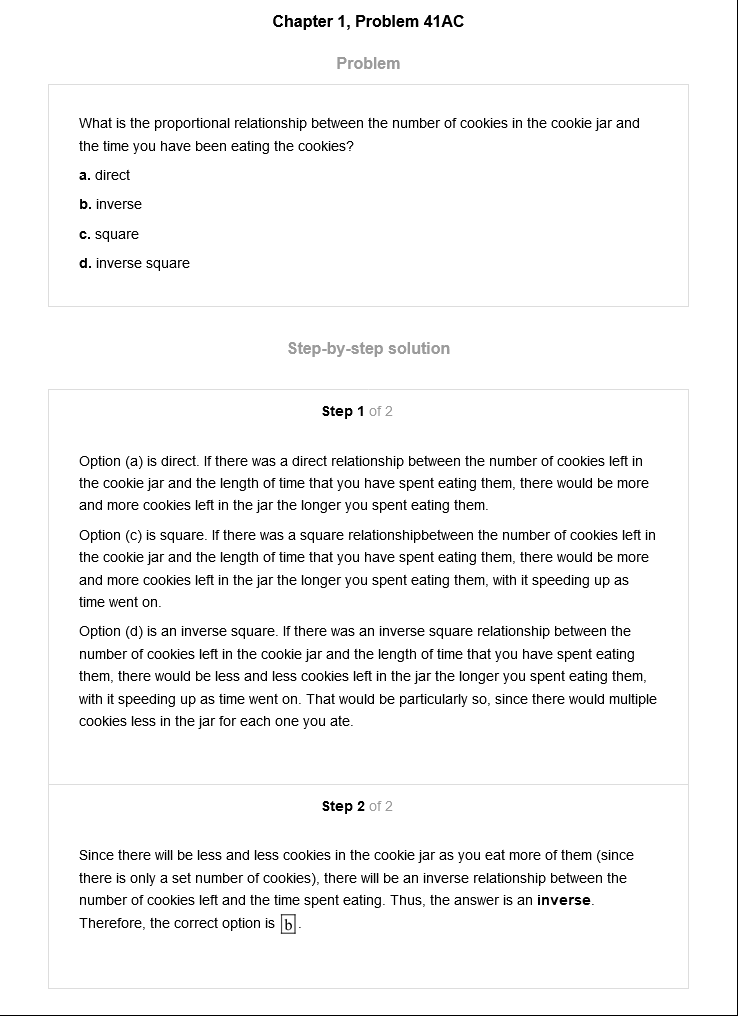 Chapter 1, Problem 41AC
Problem
What is the proportional relationship between the number of cookies in the cookie jar and
the time you have been eating the cookies?
a. direct
b. inverse
c. square
d. inverse square
Step-by-step solution
Step 1 of 2
Option (a) is direct. If there was a direct relationship between the number of cookies left in
the cookie jar and the length of time that you have spent eating them, there would be more
and more cookies left in the jar the longer you spent eating them.
Option (c) is square. If there was a square relationshipbetween the number of cookies left in
the cookie jar and the length of time that you have spent eating them, there would be more
and more cookies left in the jar the longer you spent eating them, with it speeding up as
time went on.
Option (d) is an inverse square. If there was an inverse square relationship between the
number of cookies left in the cookie jar and the length of time that you have spent eating
them, there would be less and less cookies left in the jar the longer you spent eating them,
with it speeding up as time went on. That would be particularly so, since there would multiple
cookies less in the jar for each one you ate.
Step 2 of 2
Since there will be less and less cookies in the cookie jar as you eat more of them (since
there is only a set number of cookies), there will be an inverse relationship between the
number of cookies left and the time spent eating. Thus, the answer is an inverse.
Therefore, the correct option is b.